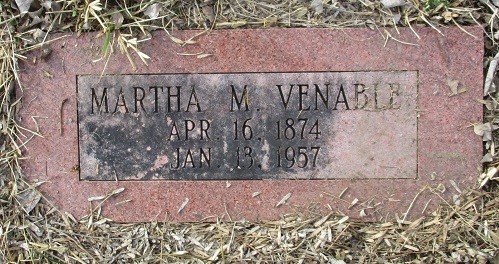 MARTHA M. VENABLE
APR. 16, 1874
JAN. 13, 1957